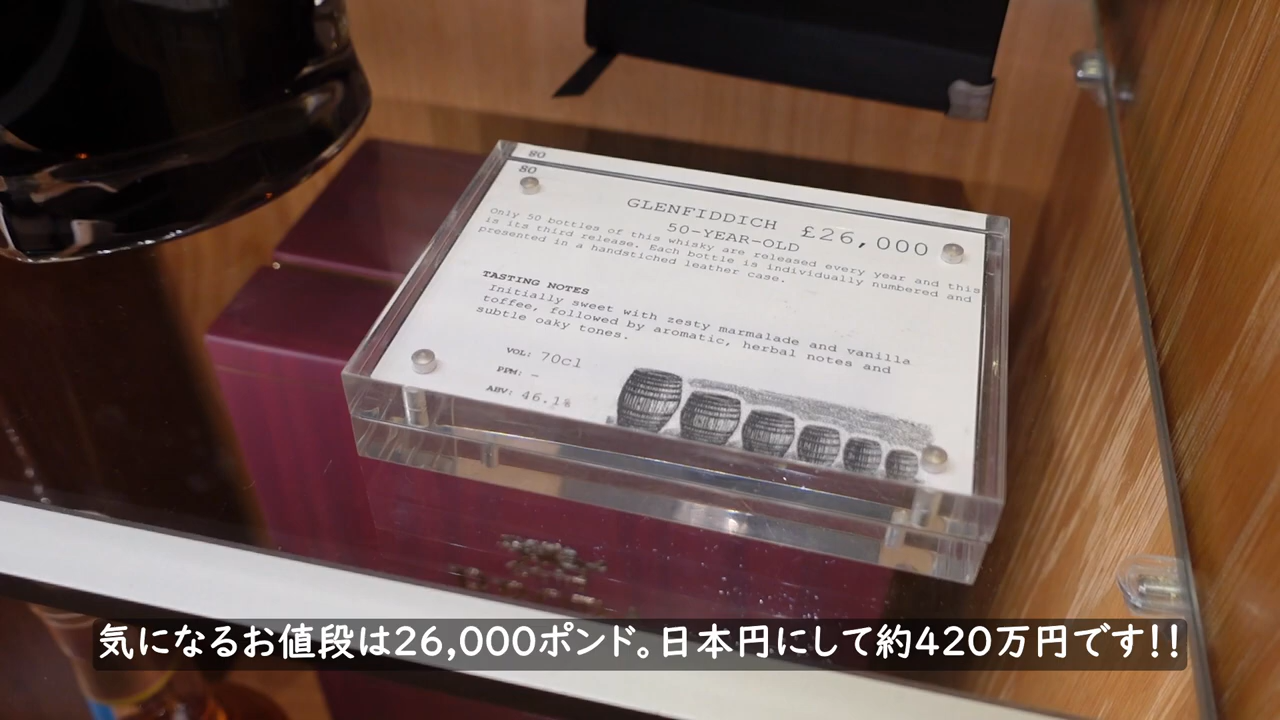 80
80
GLENFIDDICH £26,000
50-YEAR-OLD
Only 50 bottles of this whisky are released every year and this
is its third release. Each bottle is individually numbered and
presented in a handstiched leather case.
TASTING NOTES
Initially sweet with zesty marmalade and vanilla
toffee, followed by aromatic, herbal notes and
subtle oaky tones.
VOL: 70cl
PPM: –
ABV: 46.1%
気になるお値段は26,000ポンド。日本円にして約420万円です!!